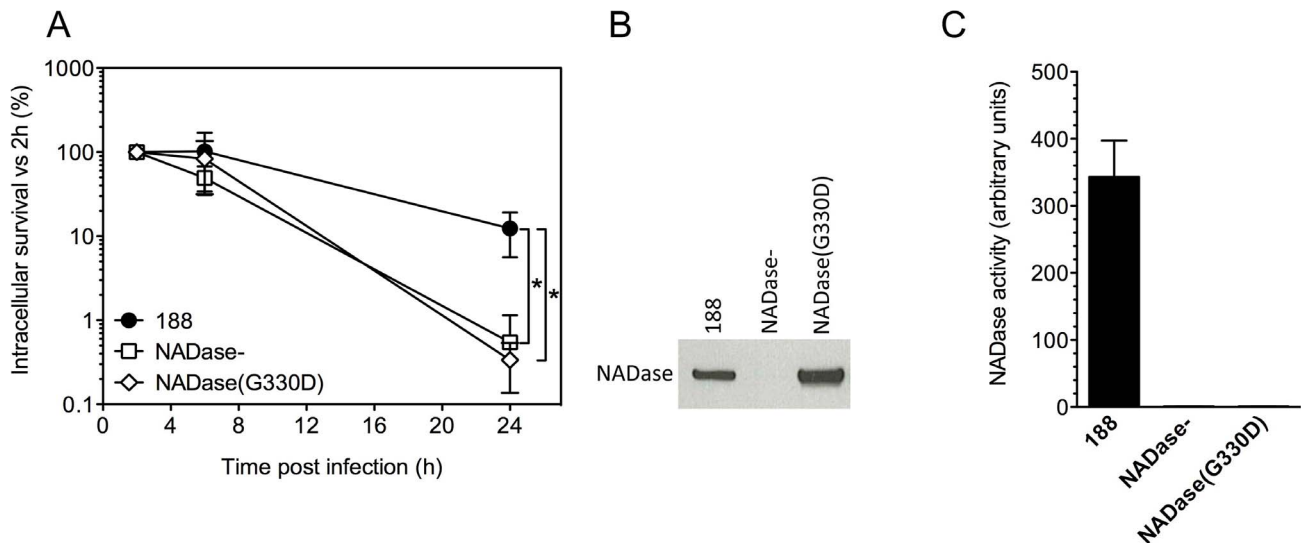 A
Intracellular survival vs 2h (%)
1000
100
10
1
0.1
0
4
8
12
16
20
24
Time post infection (h)
188
NADase-
NADase(G330D)
*
*
B
188
NADase-
NADase(G330D)
NADase
C
NADase activity (arbitrary units)
500
400
300
200
100
0
188
NADase-
NADase(G330D)